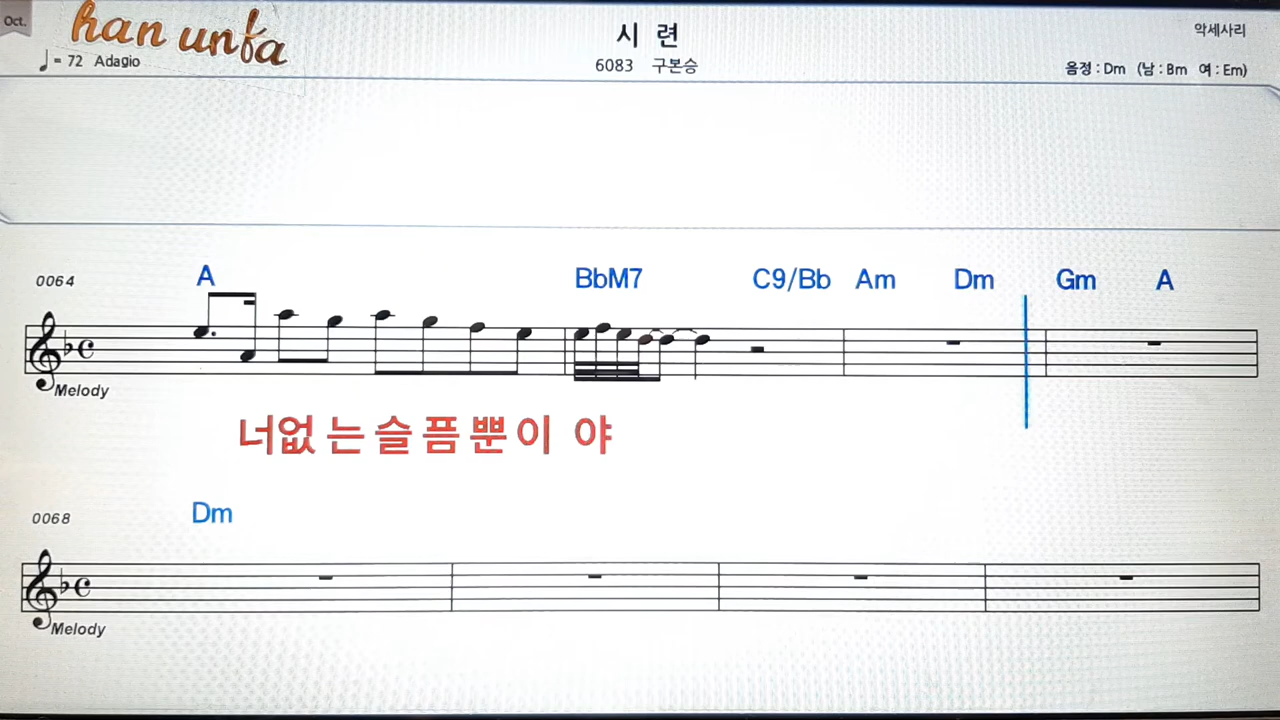 Oct.
han unfa
시 련
악세사리
♩ = 72 Adagio
6083 구본승
음정 : Dm (남 : Bm 여 : Em)
0064
A BbM7 C9/Bb Am Dm Gm A
Melody
너없는슬픔뿐이 야
0068
Dm
Melody